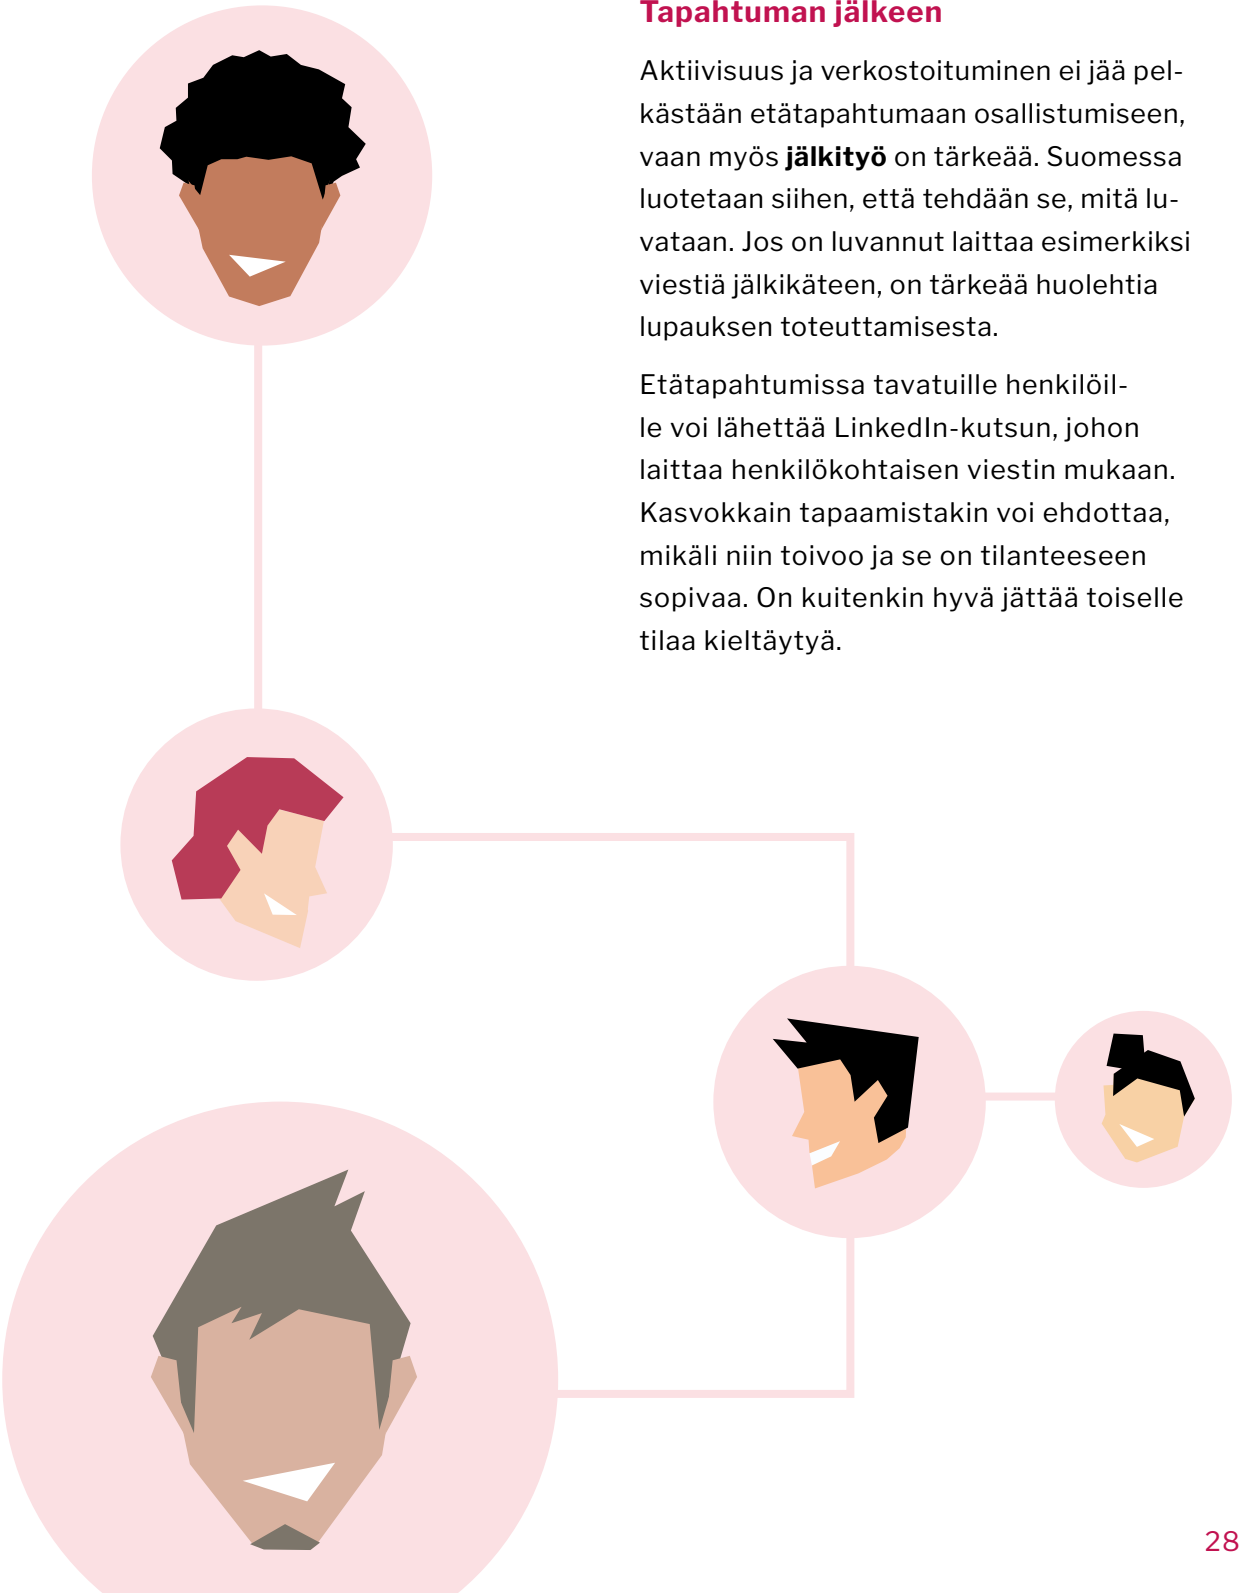 Tapahtuman jälkeen
Aktiivisuus ja verkostoituminen ei jää pel-
kästään etätapahtumaan osallistumiseen,
vaan myös jälkityö on tärkeää. Suomessa
luotetaan siihen, että tehdään se, mitä lu-
vataan. Jos on luvannut laittaa esimerkiksi
viestiä jälkikäteen, on tärkeää huolehtia
lupauksen toteuttamisesta.
Etätapahtumissa tavatuille henkilöil-
le voi lähettää LinkedIn-kutsun, johon
laittaa henkilökohtaisen viestin mukaan.
Kasvokkain tapaamistakin voi ehdottaa,
mikäli niin toivoo ja se on tilanteeseen
sopivaa. On kuitenkin hyvä jättää toiselle
tilaa kieltäytyä.
28